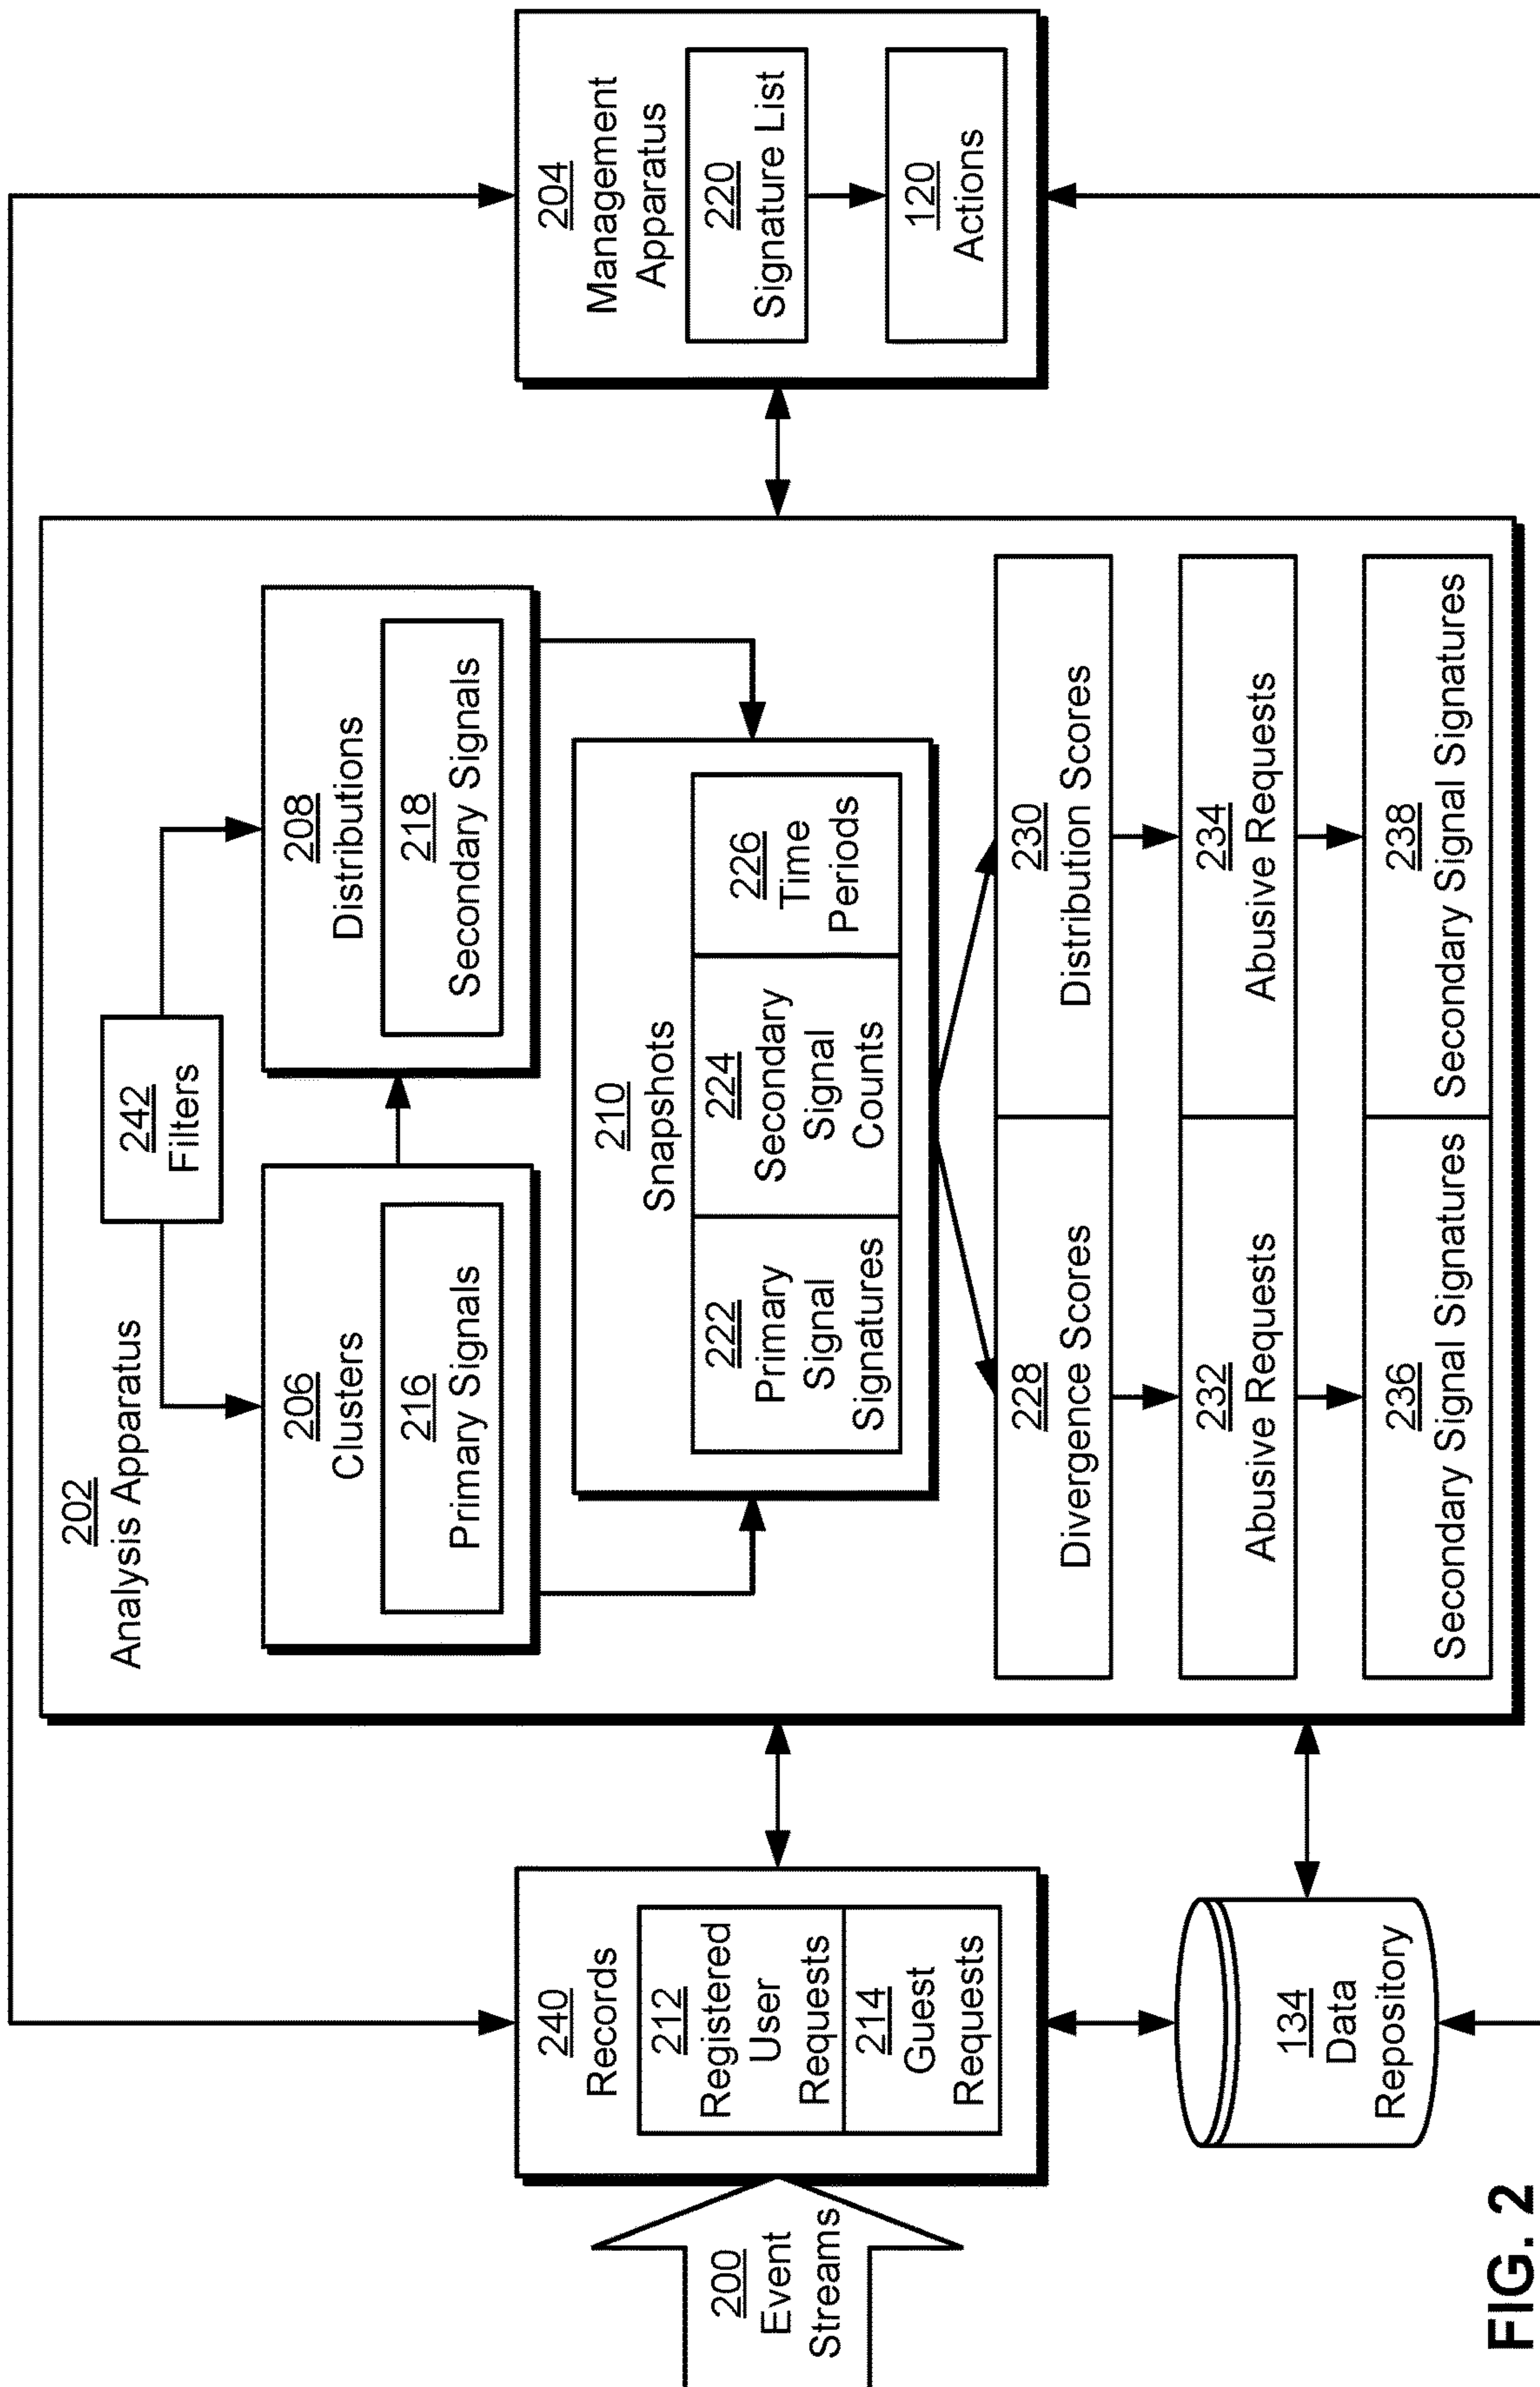 202
Analysis Apparatus
242
Filters
206
Clusters
216
Primary Signals
208
Distributions
218
Secondary Signals
210
Snapshots
222
Primary
Signal
Signatures
224
Secondary
Signal
Counts
226
Time
Periods
228
Divergence Scores
230
Distribution Scores
232
Abusive Requests
234
Abusive Requests
236
Secondary Signal Signatures
238
Secondary Signal Signatures
200
Event
Streams
240
Records
212
Registered
User
Requests
214
Guest
Requests
134
Data
Repository
204
Management
Apparatus
220
Signature List
120
Actions
FIG. 2